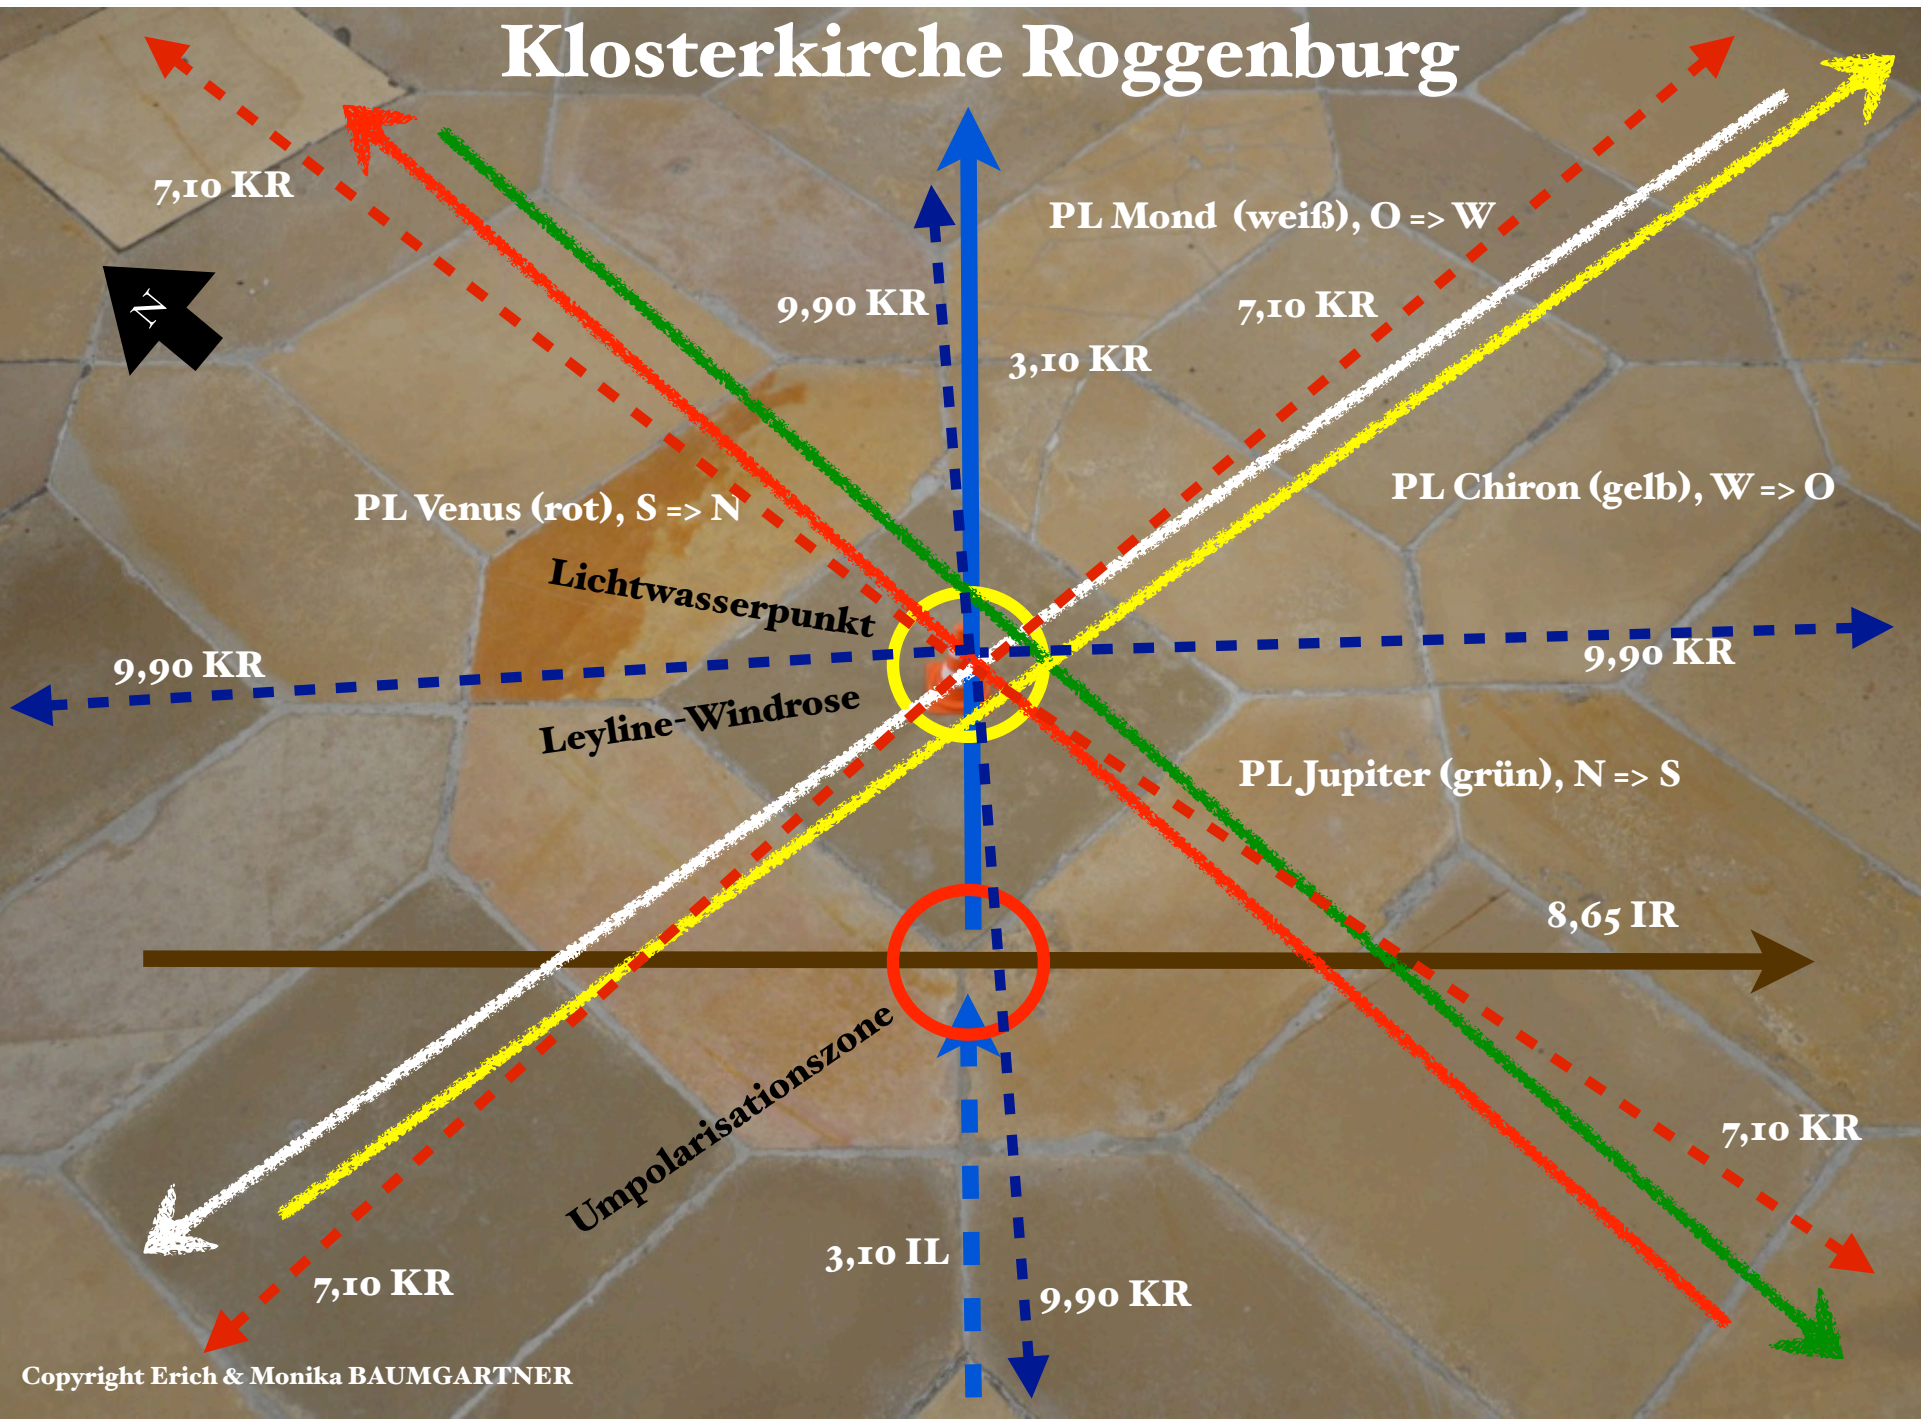 Klosterkirche Roggenburg
7,10 KR
PL Mond (weiß), O => W
N
9,90 KR
7,10 KR
3,10 KR
PL Chiron (gelb), W => O
PL Venus (rot), S => N
Lichtwasserpunkt
9,90 KR
9,90 KR
Leyline-Windrose
PL Jupiter (grün), N => S
8,65 IR
Umpolarisationszone
7,10 KR
3,10 IL
7,10 KR
9,90 KR
Copyright Erich & Monika BAUMGARTNER